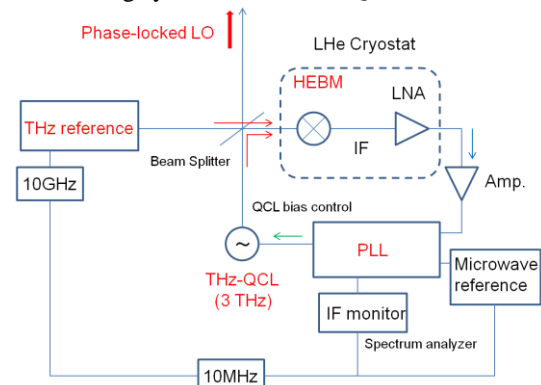 Phase-locked LO
LHe Cryostat
HEBM
LNA
THz reference
IF
Beam Splitter
10GHz
Amp.
QCL bias control
~
PLL
THz-QCL
(3 THz)
Microwave
reference
IF monitor
Spectrum analyzer
10MHz